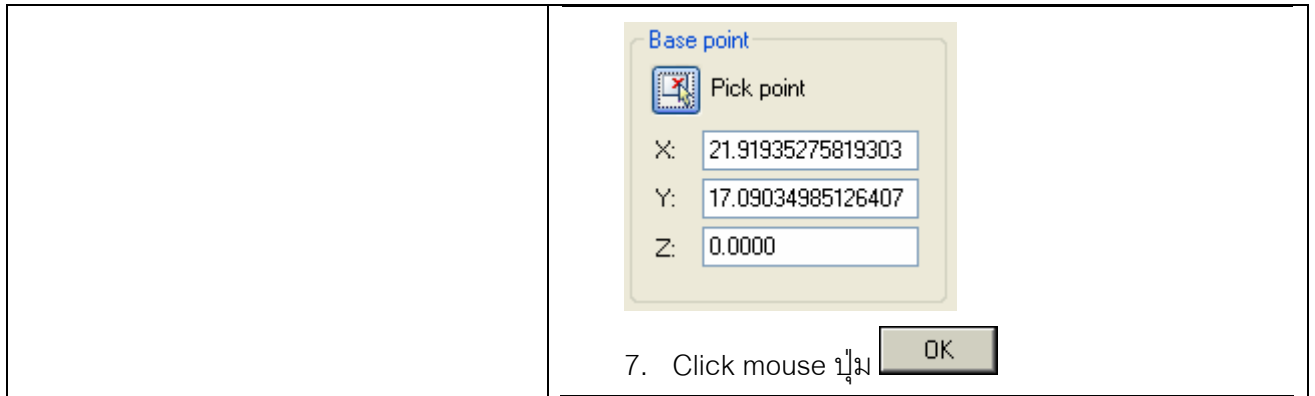 Base point
Pick point
X: 21.91935275819303
Y: 17.09034985126407
Z: 0.0000
7. Click mouse ปุ่ม OK